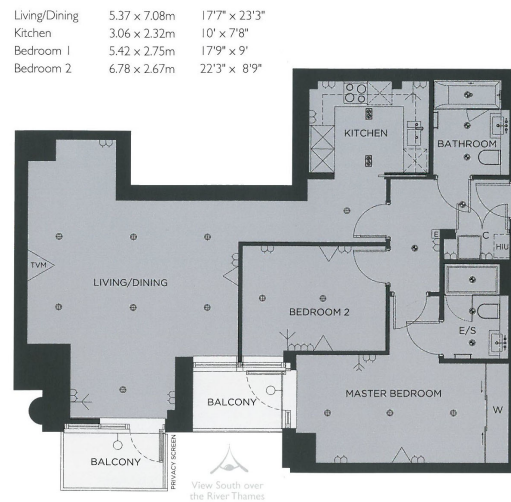 Living/Dining 5.37 x 7.08m 17'7" x 23'3"
Kitchen 3.06 x 2.32m 10' x 7'8"
Bedroom 1 5.42 x 2.75m 17'9" x 9'
Bedroom 2 6.78 x 2.67m 22'3" x 8'9"
KITCHEN
BATHROOM
E
C
HIU
TVM
LIVING/DINING
BEDROOM 2
E/S
MASTER BEDROOM
W
BALCONY
BALCONY
PRIVACY SCREEN
View South over
the River Thames